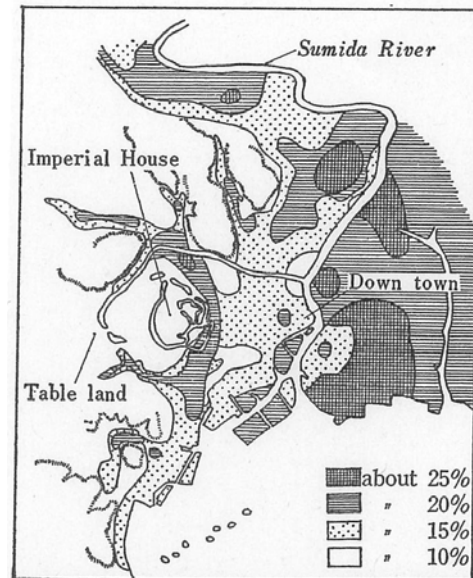 Sumida River
Imperial House
Down town
Table land
about 25%
〃 20%
〃 15%
〃 10%